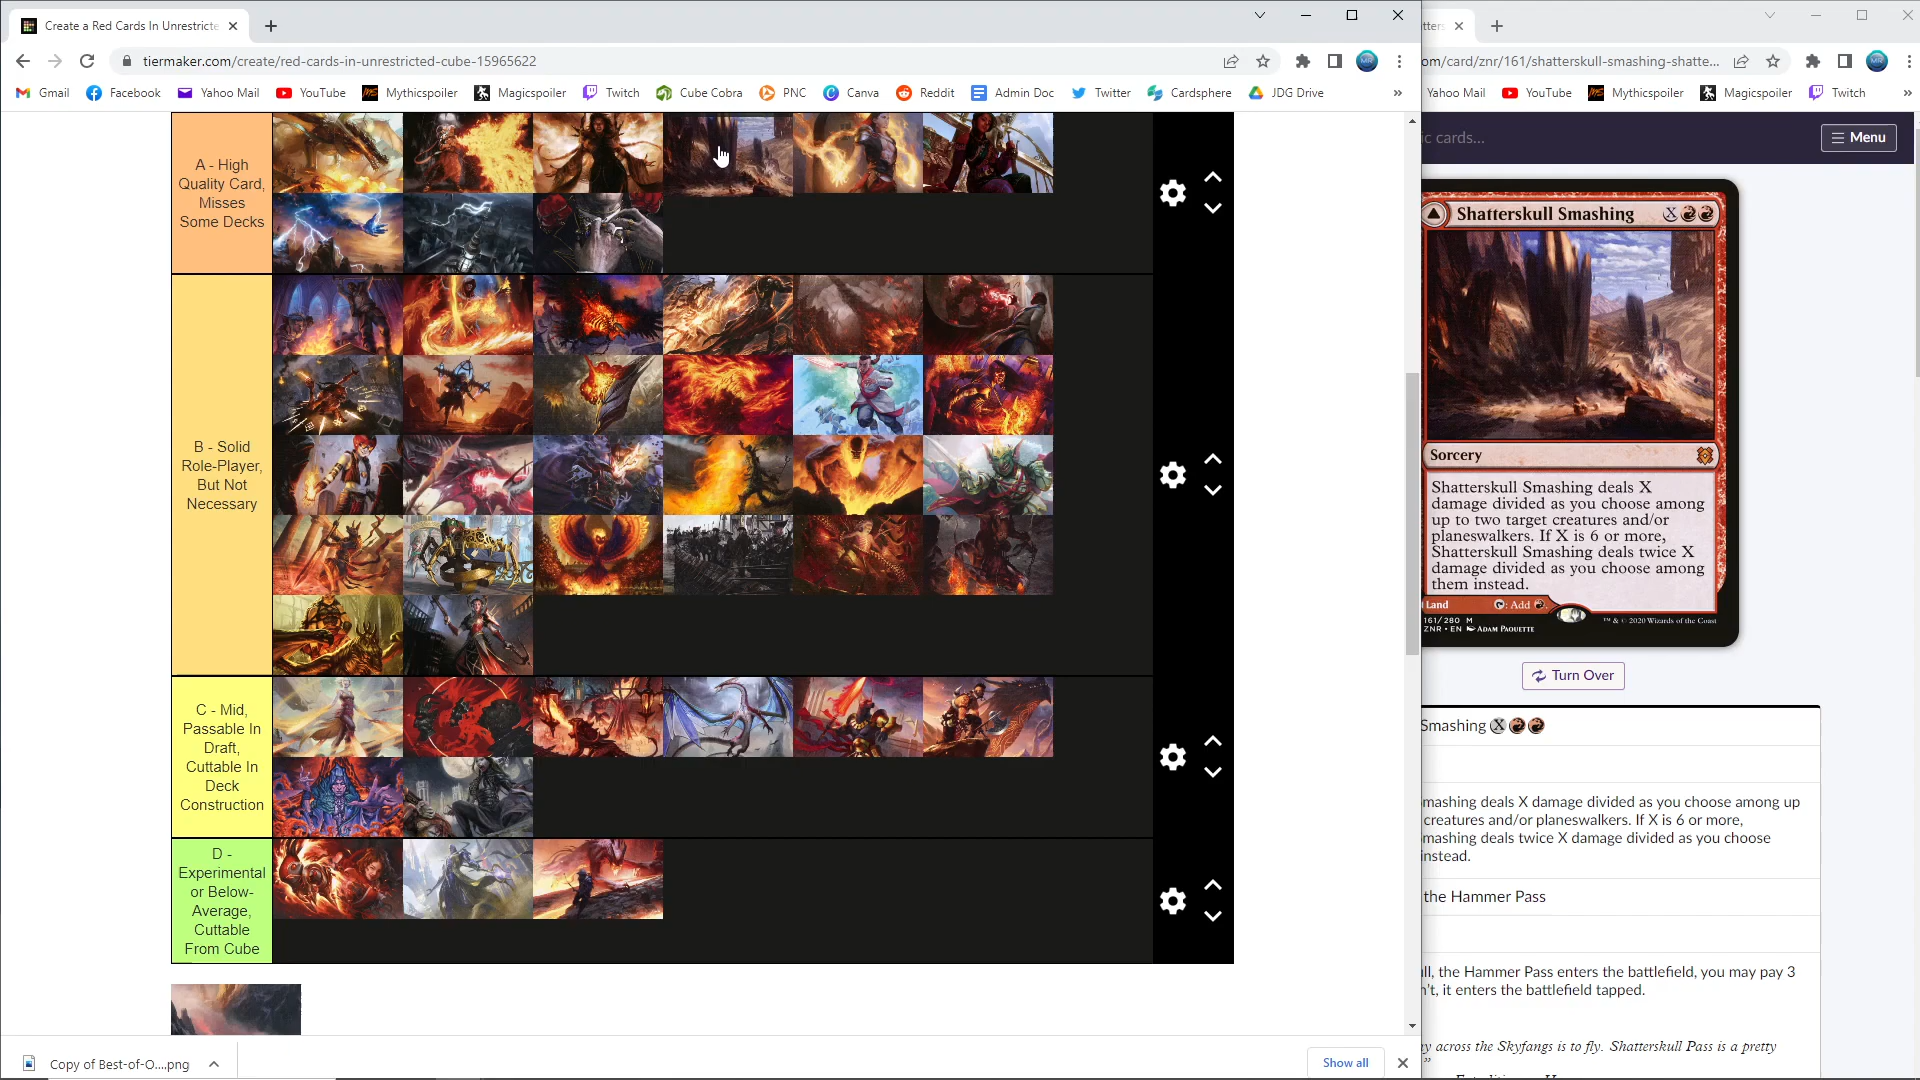 Create a Red Cards In Unrestricte
tters
tiermaker.com/create/red-cards-in-unrestricted-cube-15965622
om/card/znr/161/shatterskull-smashing-shatte...
Gmail Facebook Yahoo Mail YouTube Mythicspoiler Magicspoiler Twitch Cube Cobra PNC Canva Reddit Admin Doc Twitter Cardsphere JDG Drive »
Yahoo Mail YouTube Mythicspoiler Magicspoiler Twitch »
ic cards...
Menu
A - High
Quality Card,
Misses
Some Decks
B - Solid
Role-Player,
But Not
Necessary
C - Mid,
Passable In
Draft,
Cuttable In
Deck
Construction
D -
Experimental
or Below-
Average,
Cuttable
From Cube
Shatterskull Smashing X
Sorcery
Shatterskull Smashing deals X
damage divided as you choose among
up to two target creatures and/or
planeswalkers. If X is 6 or more,
Shatterskull Smashing deals twice X
damage divided as you choose among
them instead.
Land : Add .
161/280 M
ZNR • EN ADAM PAQUETTE
™ & © 2020 Wizards of the Coast
Turn Over
Smashing X
mashing deals X damage divided as you choose among up
creatures and/or planeswalkers. If X is 6 or more,
mashing deals twice X damage divided as you choose
instead.
the Hammer Pass
ll, the Hammer Pass enters the battlefield, you may pay 3
n't, it enters the battlefield tapped.
y across the Skyfangs is to fly. Shatterskull Pass is a pretty
”
Copy of Best-of-O....png
Show all